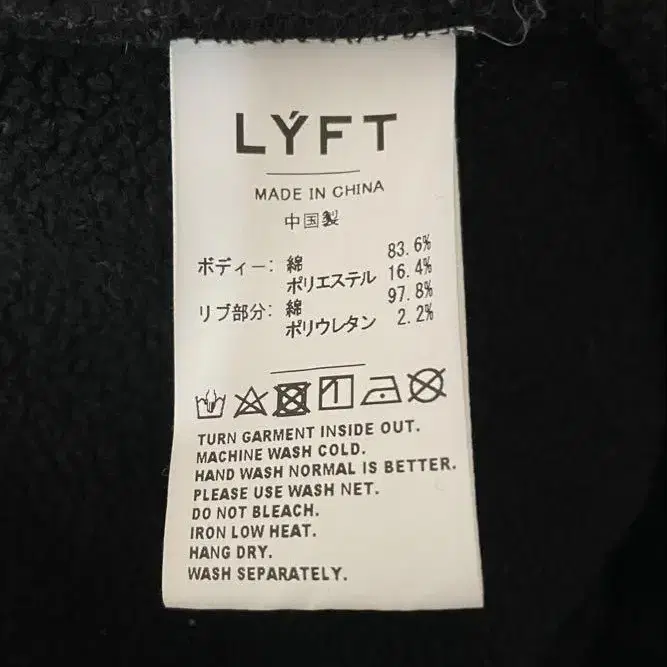 LÝFT
MADE IN CHINA
中国製
ボディー: 綿 83.6%
ポリエステル 16.4%
リブ部分: 綿 97.8%
ポリウレタン 2.2%
TURN GARMENT INSIDE OUT.
MACHINE WASH COLD.
HAND WASH NORMAL IS BETTER.
PLEASE USE WASH NET.
DO NOT BLEACH.
IRON LOW HEAT.
HANG DRY.
WASH SEPARATELY.